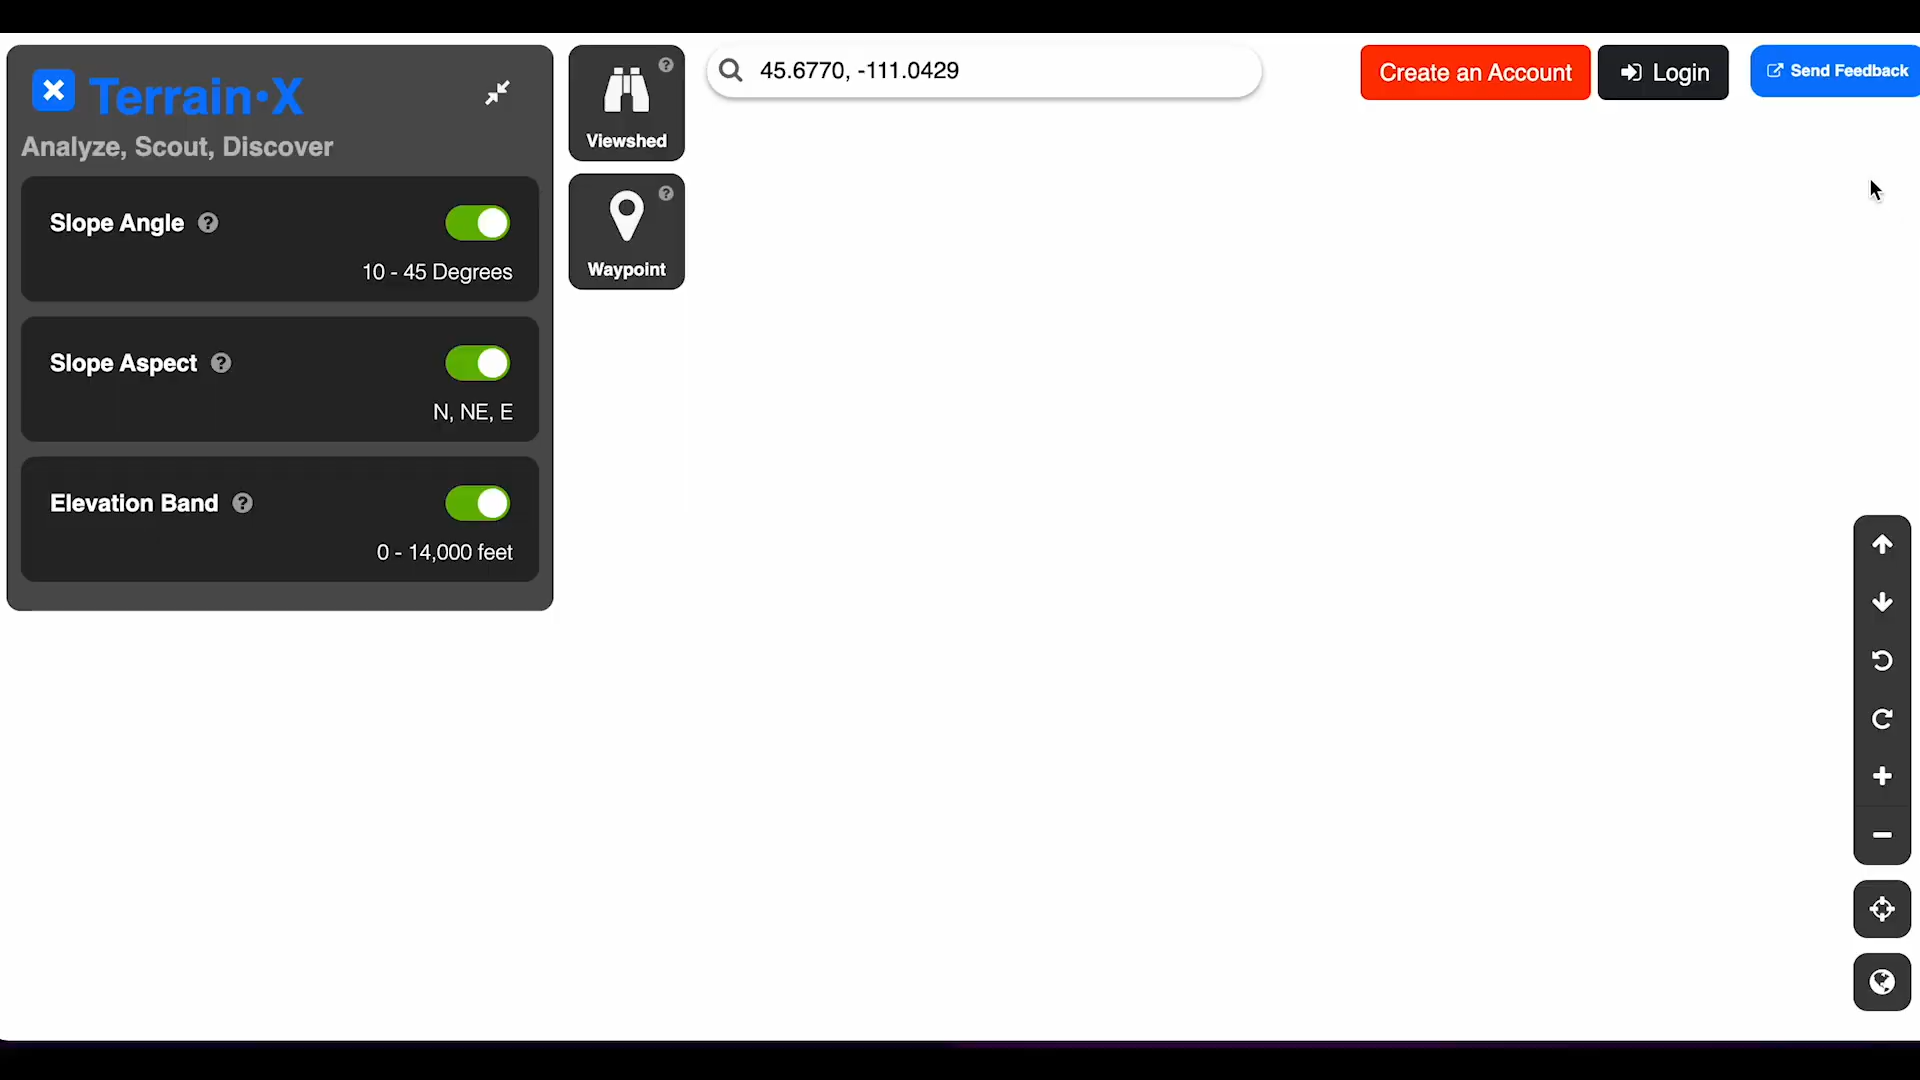 Terrain·X
Analyze, Scout, Discover
Slope Angle ?
10 - 45 Degrees
Slope Aspect ?
N, NE, E
Elevation Band ?
0 - 14,000 feet
?
Viewshed
?
Waypoint
45.6770, -111.0429
Create an Account
Login
Send Feedback